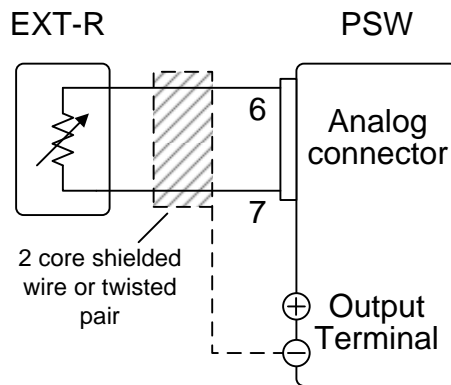 EXT-R
PSW
6
Analog
connector
7
2 core shielded
wire or twisted
pair
+
Output
Terminal
−